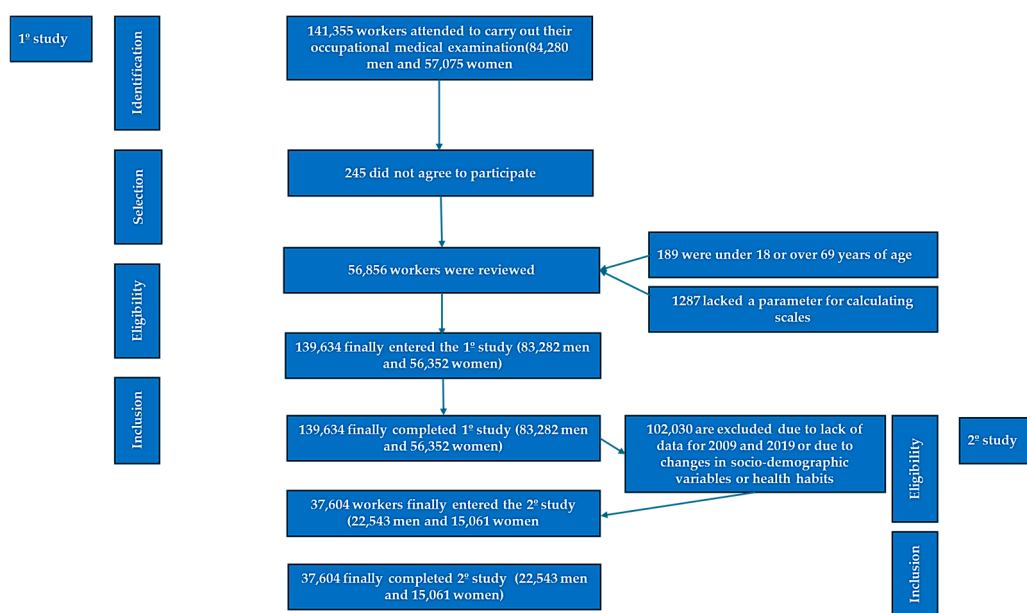 1º study
Identification
141,355 workers attended to carry out their
occupational medical examination(84,280
men and 57,075 women
Selection
245 did not agree to participate
56,856 workers were reviewed
189 were under 18 or over 69 years of age
Eligibility
1287 lacked a parameter for calculating
scales
139,634 finally entered the 1º study (83,282 men
and 56,352 women)
Inclusion
139,634 finally completed 1º study (83,282 men
and 56,352 women)
102,030 are excluded due to lack of
data for 2009 and 2019 or due to
changes in socio-demographic
variables or health habits
Eligibility
2º study
37,604 workers finally entered the 2º study
(22,543 men and 15,061 women
37,604 finally completed 2º study (22,543 men
and 15,061 women)
Inclusion